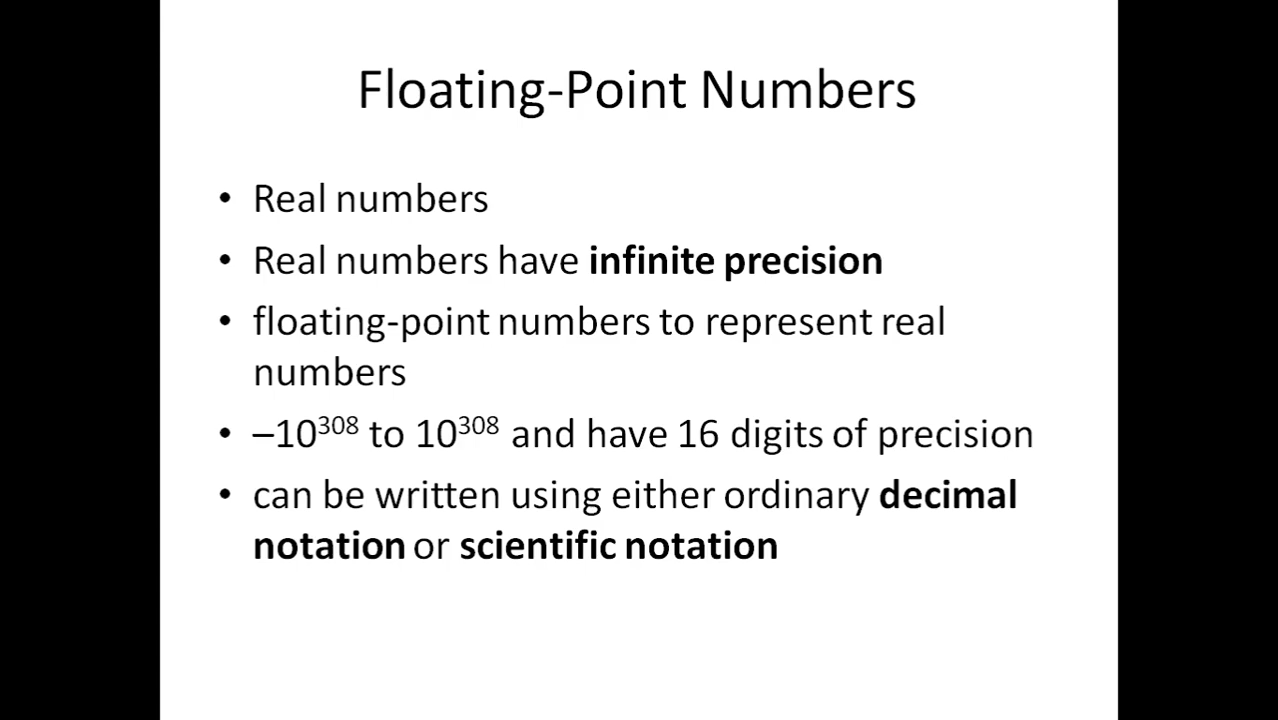 Floating-Point Numbers
• Real numbers
• Real numbers have infinite precision
• floating-point numbers to represent real
numbers
• –10³⁰⁸ to 10³⁰⁸ and have 16 digits of precision
• can be written using either ordinary decimal
notation or scientific notation